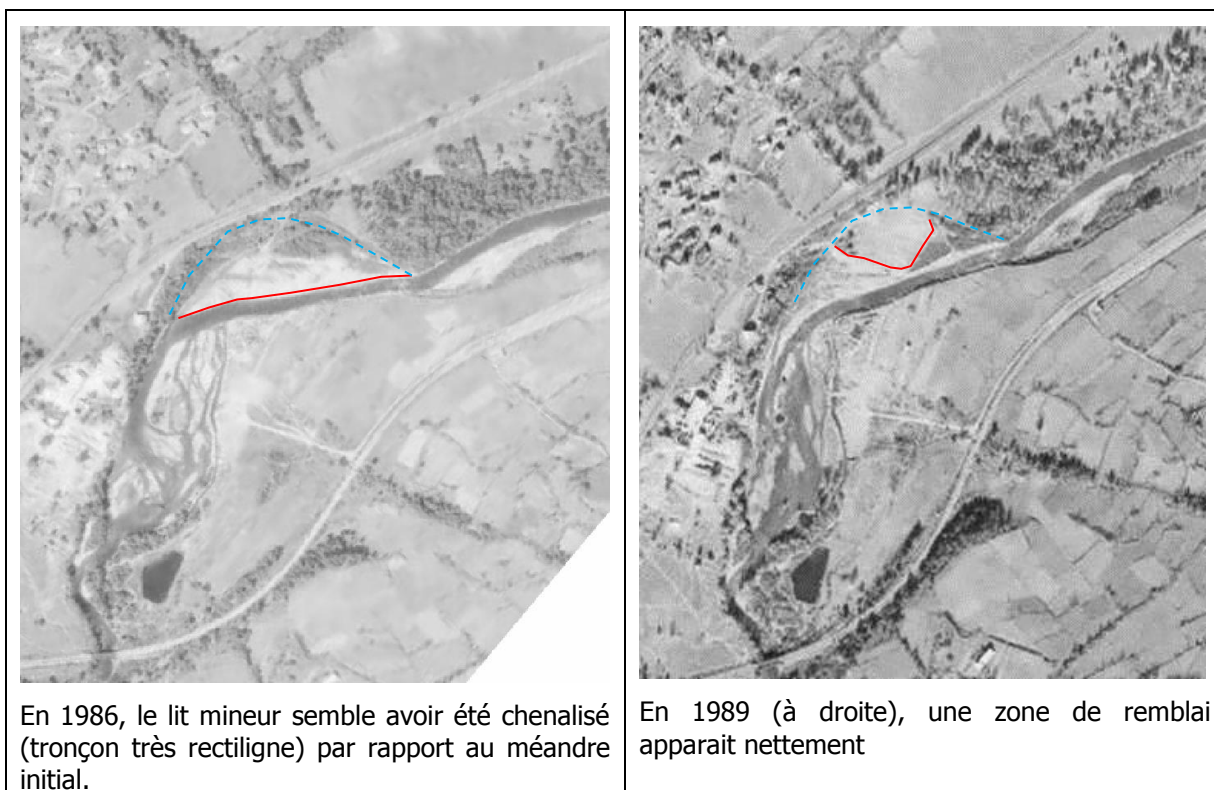 En 1986, le lit mineur semble avoir été chenalisé
(tronçon très rectiligne) par rapport au méandre
initial.
En 1989 (à droite), une zone de remblai
apparait nettement